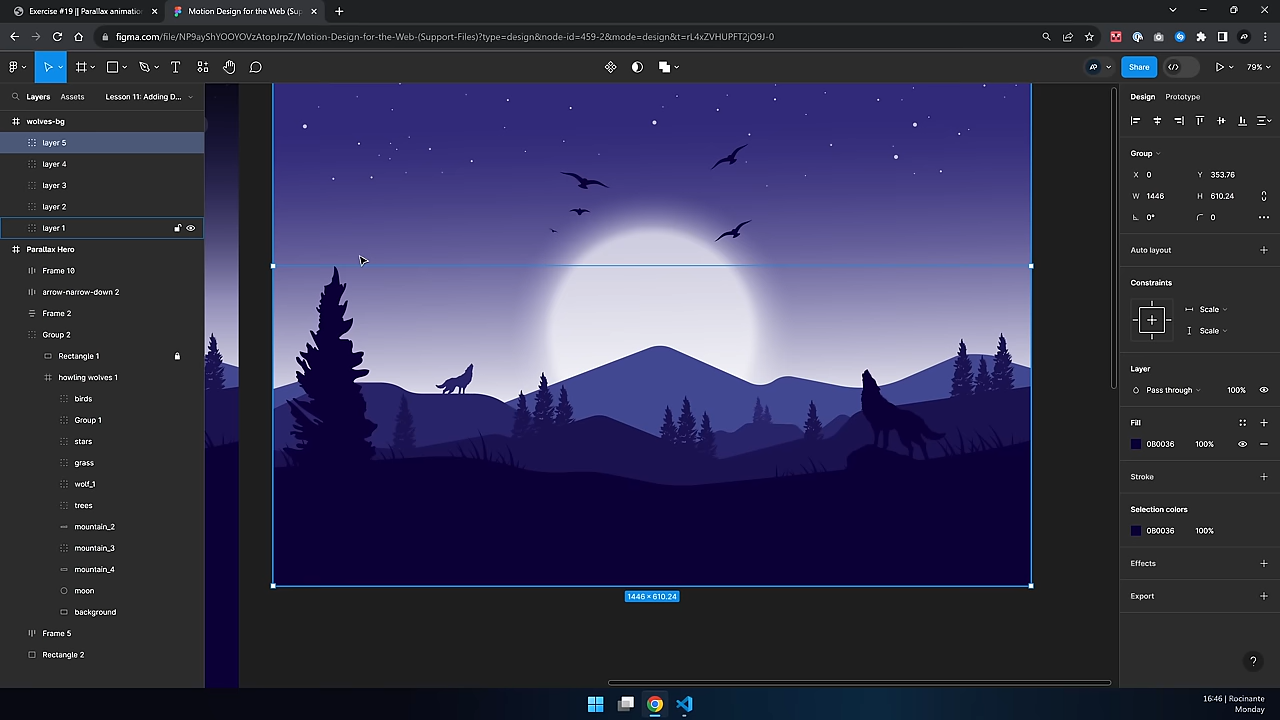 Exercise #19 || Parallax animatio
Motion Design for the Web (Sup
figma.com/file/NP9ayShYOOYOVzAtopJrpZ/Motion-Design-for-the-Web-(Support-Files)?type=design&node-id=459-2&mode=design&t=rL4xZVHUPFT2jO9J-0
Share
79%
Layers
Assets
Lesson 11: Adding D...
Design
Prototype
wolves-bg
layer 5
layer 4
layer 3
layer 2
layer 1
Parallax Hero
Frame 10
arrow-narrow-down 2
Frame 2
Group 2
Rectangle 1
howling wolves 1
birds
Group 1
stars
grass
wolf_1
trees
mountain_2
mountain_3
mountain_4
moon
background
Frame 5
Rectangle 2
1446 × 610.24
Group
X 0 Y 353.76
W 1446 H 610.24
0° 0
Auto layout
Constraints
Scale
Scale
Layer
Pass through 100%
Fill
0B0036 100%
Stroke
Selection colors
0B0036 100%
Effects
Export
?
16:46 | Rocinante
Monday